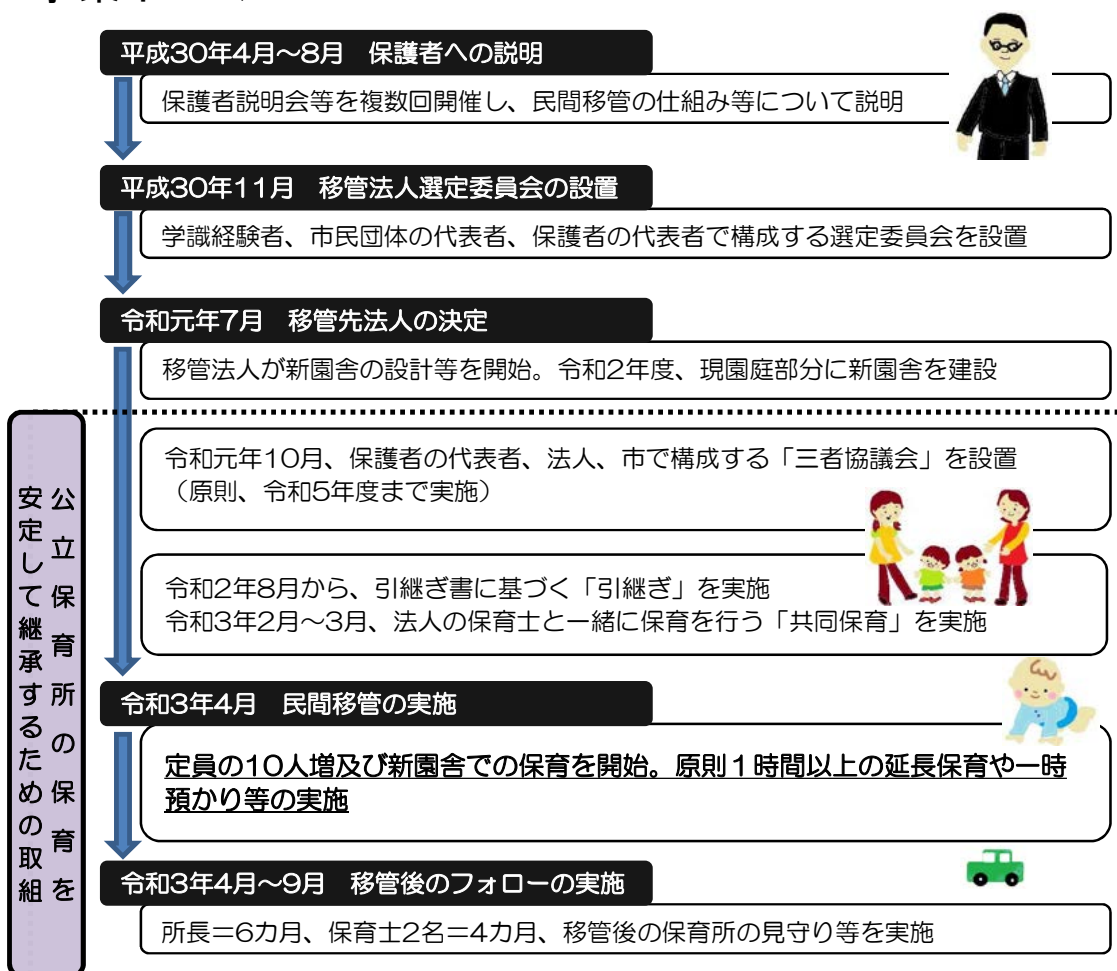 平成30年4月～8月　保護者への説明
保護者説明会等を複数回開催し、民間移管の仕組み等について説明
平成30年11月　移管法人選定委員会の設置
学識経験者、市民団体の代表者、保護者の代表者で構成する選定委員会を設置
令和元年7月　移管先法人の決定
移管法人が新園舎の設計等を開始。令和2年度、現園庭部分に新園舎を建設
公立保育所の保育を
安定して継承するための取組
令和元年10月、保護者の代表者、法人、市で構成する「三者協議会」を設置
（原則、令和5年度まで実施）
令和2年8月から、引継ぎ書に基づく「引継ぎ」を実施
令和3年2月～3月、法人の保育士と一緒に保育を行う「共同保育」を実施
令和3年4月　民間移管の実施
定員の10人増及び新園舎での保育を開始。原則１時間以上の延長保育や一時
預かり等の実施
令和3年4月～9月　移管後のフォローの実施
所長＝6カ月、保育士2名＝4カ月、移管後の保育所の見守り等を実施